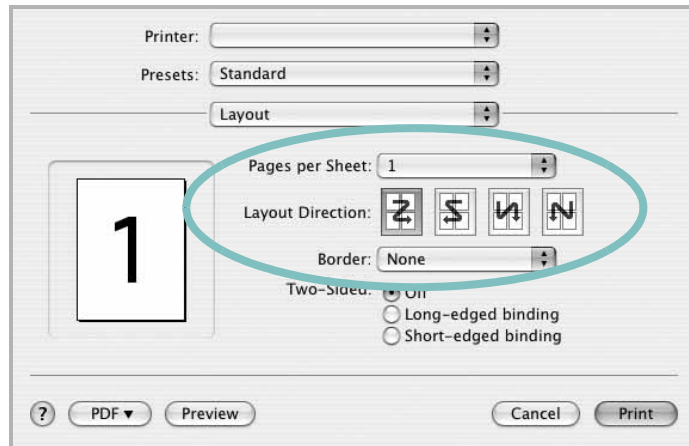 Printer:
Presets: Standard
Layout
Pages per Sheet: 1
Layout Direction:
Border: None
Two-Sided: Off
Long-edged binding
Short-edged binding
1
? PDF▼ Preview Cancel Print